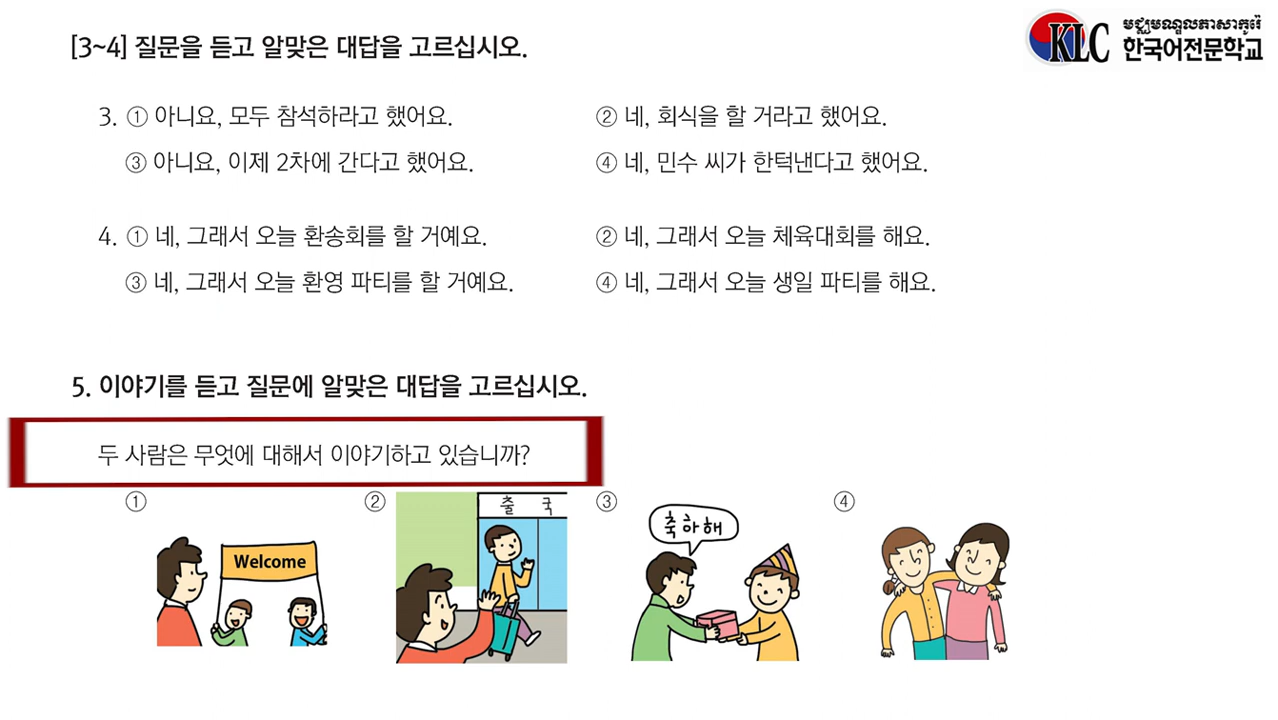 មជ្ឈមណ្ឌលភាសាកូរ៉េ
KLC 한국어전문학교
[3~4] 질문을 듣고 알맞은 대답을 고르십시오.
3. ① 아니요, 모두 참석하라고 했어요. ② 네, 회식을 할 거라고 했어요.
③ 아니요, 이제 2차에 간다고 했어요. ④ 네, 민수 씨가 한턱낸다고 했어요.
4. ① 네, 그래서 오늘 환송회를 할 거예요. ② 네, 그래서 오늘 체육대회를 해요.
③ 네, 그래서 오늘 환영 파티를 할 거예요. ④ 네, 그래서 오늘 생일 파티를 해요.
5. 이야기를 듣고 질문에 알맞은 대답을 고르십시오.
두 사람은 무엇에 대해서 이야기하고 있습니까?
① ② ③ ④
출 국
축하해
Welcome